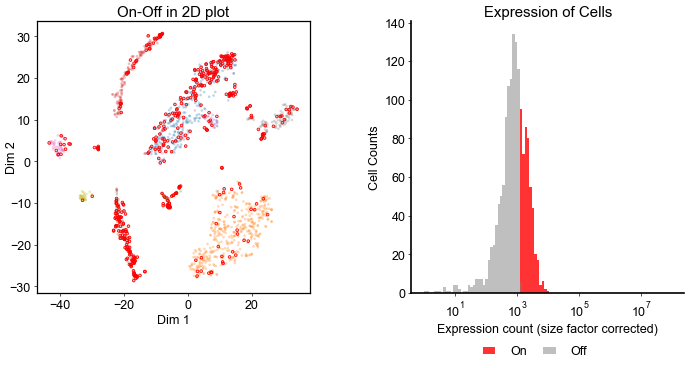 On-Off in 2D plot
30
20
10
0
−10
−20
−30
Dim 2
−40
−20
0
20
Dim 1
Expression of Cells
140
120
100
80
60
40
20
0
Cell Counts
10^1
10^3
10^5
10^7
Expression count (size factor corrected)
On
Off